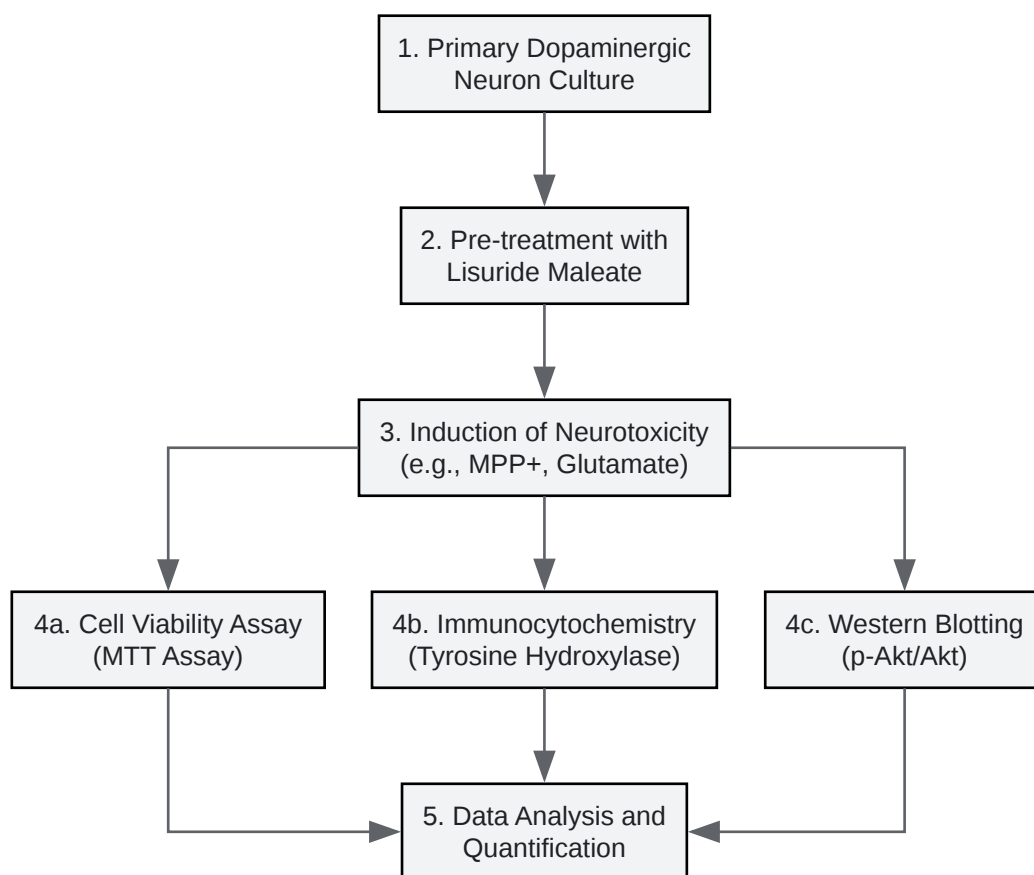 1. Primary Dopaminergic
Neuron Culture
2. Pre-treatment with
Lisuride Maleate
3. Induction of Neurotoxicity
(e.g., MPP+, Glutamate)
4a. Cell Viability Assay
(MTT Assay)
4b. Immunocytochemistry
(Tyrosine Hydroxylase)
4c. Western Blotting
(p-Akt/Akt)
5. Data Analysis and
Quantification